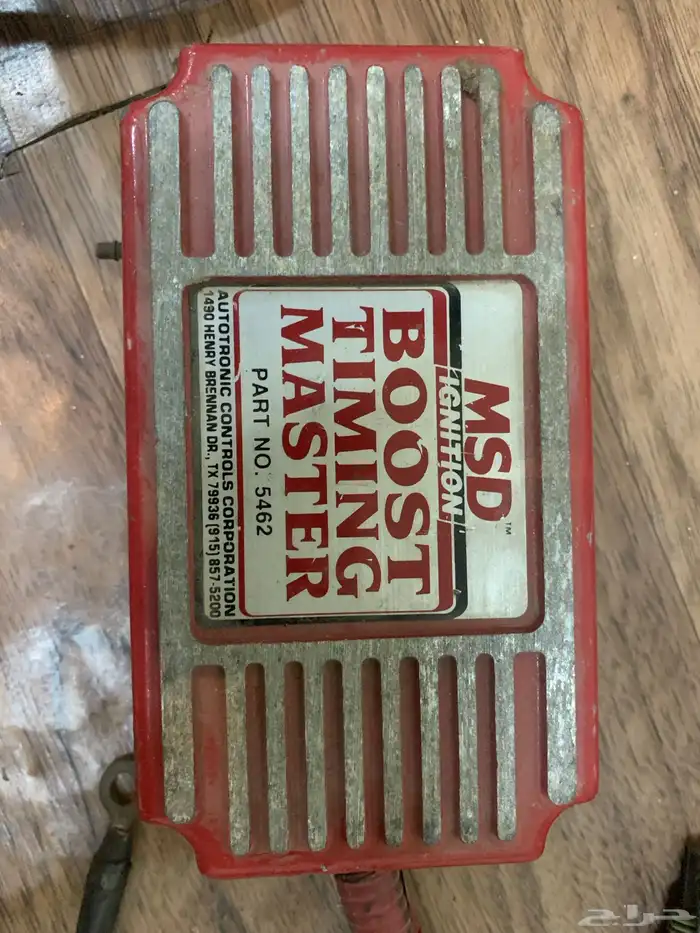 MSD™
IGNITION
BOOST
TIMING
MASTER
PART NO. 5462
AUTOTRONIC CONTROLS CORPORATION
1490 HENRY BRENNAN DR., TX 79936 (915) 857-5200
حراج